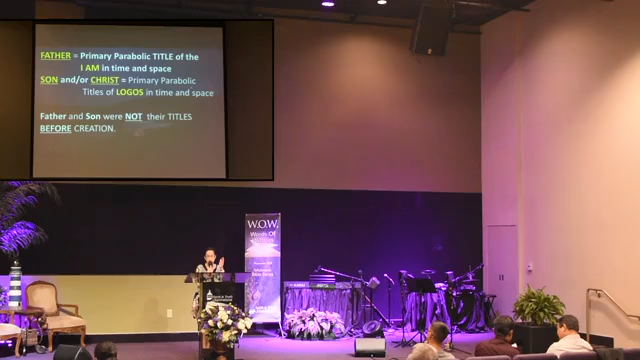 FATHER = Primary Parabolic TITLE of the
I AM in time and space
SON and/or CHRIST = Primary Parabolic
Titles of LOGOS in time and space
Father and Son were NOT their TITLES
BEFORE CREATION.
W.O.W.
Words Of